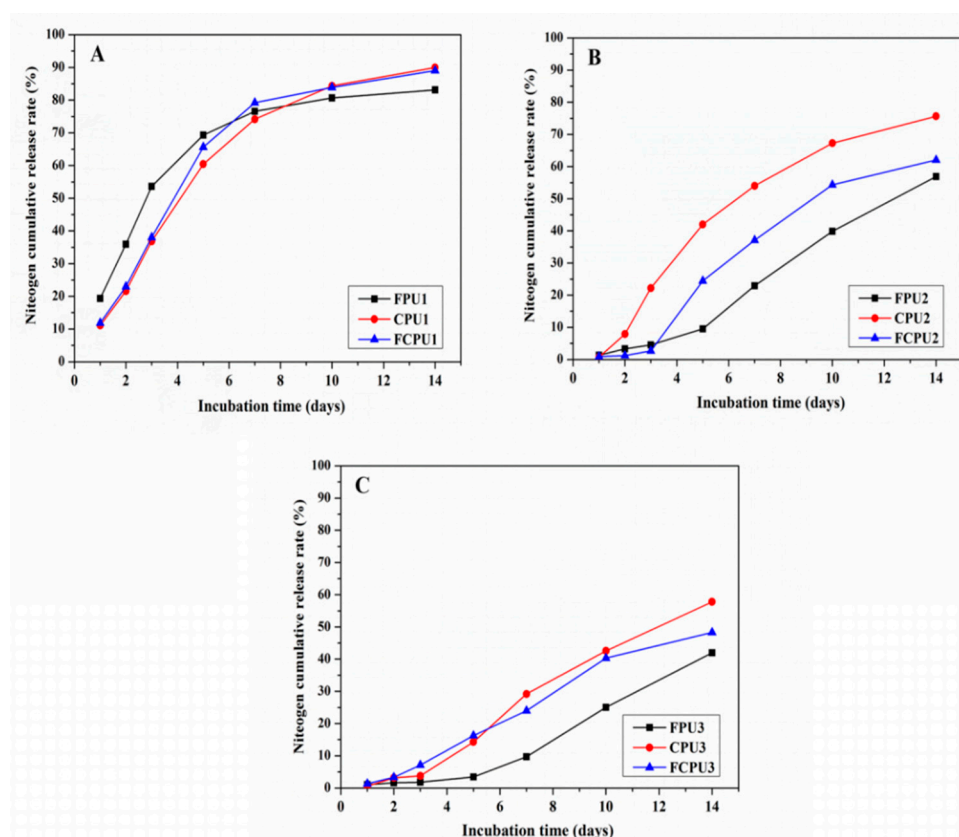 A
Niteogen cumulative release rate (%)
100
90
80
70
60
50
40
30
20
10
0
FPU1
CPU1
FCPU1
0 2 4 6 8 10 12 14
Incubation time (days)
B
Niteogen cumulative release rate (%)
100
90
80
70
60
50
40
30
20
10
0
FPU2
CPU2
FCPU2
0 2 4 6 8 10 12 14
Incubation time (days)
C
Niteogen cumulative release rate (%)
100
90
80
70
60
50
40
30
20
10
0
FPU3
CPU3
FCPU3
0 2 4 6 8 10 12 14
Incubation time (days)